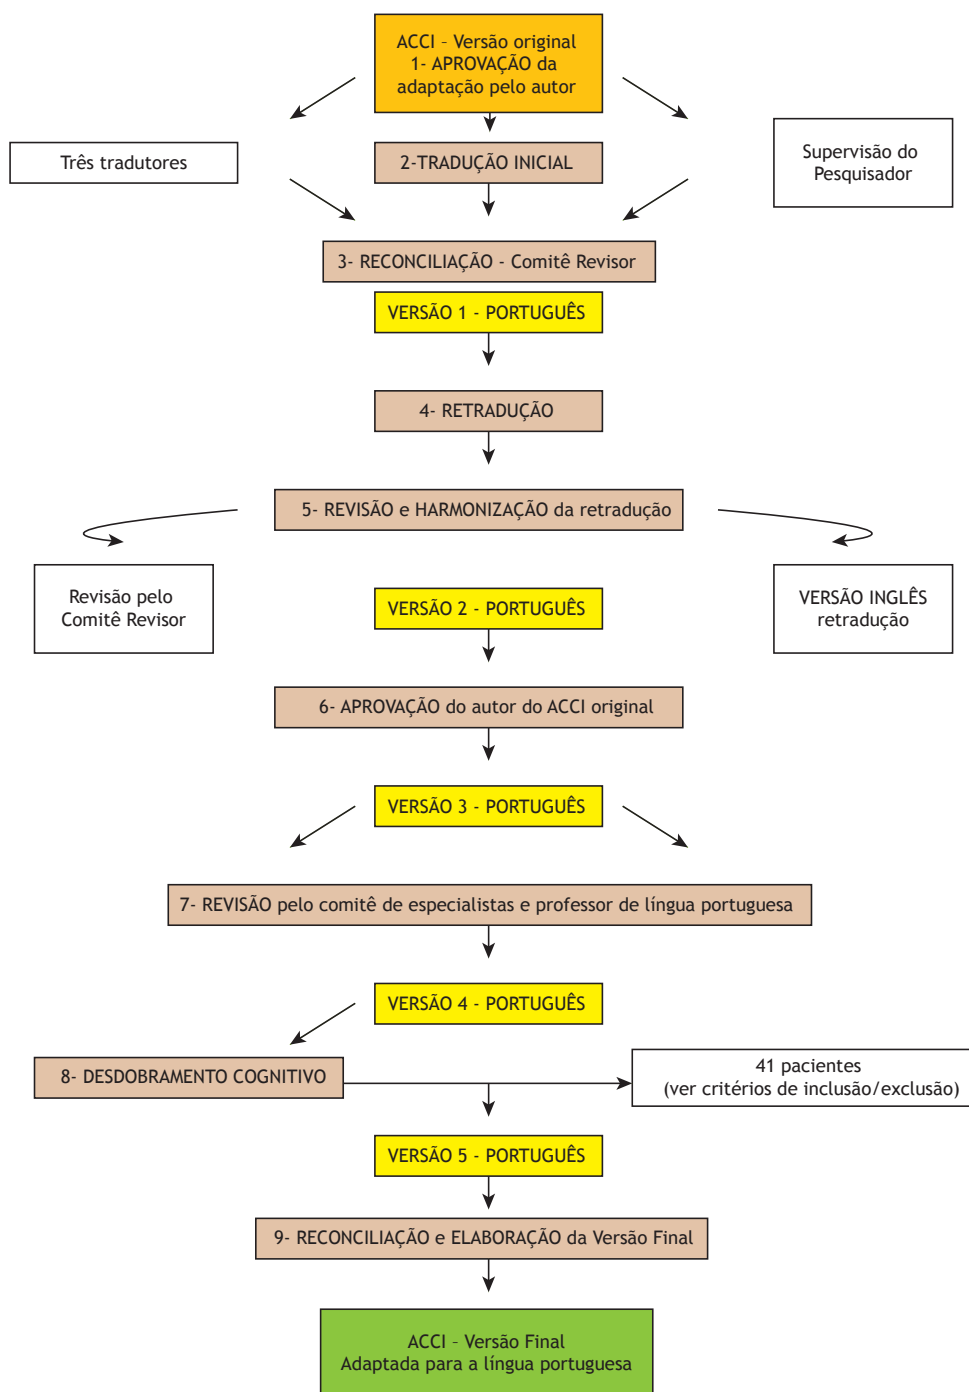 ACCI – Versão original
1- APROVAÇÃO da
adaptação pelo autor
Três tradutores
2-TRADUÇÃO INICIAL
Supervisão do
Pesquisador
3- RECONCILIAÇÃO - Comitê Revisor
VERSÃO 1 - PORTUGUÊS
4- RETRADUÇÃO
5- REVISÃO e HARMONIZAÇÃO da retradução
Revisão pelo
Comitê Revisor
VERSÃO 2 - PORTUGUÊS
VERSÃO INGLÊS
retradução
6- APROVAÇÃO do autor do ACCI original
VERSÃO 3 - PORTUGUÊS
7- REVISÃO pelo comitê de especialistas e professor de língua portuguesa
VERSÃO 4 - PORTUGUÊS
8- DESDOBRAMENTO COGNITIVO
41 pacientes
(ver critérios de inclusão/exclusão)
VERSÃO 5 - PORTUGUÊS
9- RECONCILIAÇÃO e ELABORAÇÃO da Versão Final
ACCI – Versão Final
Adaptada para a língua portuguesa